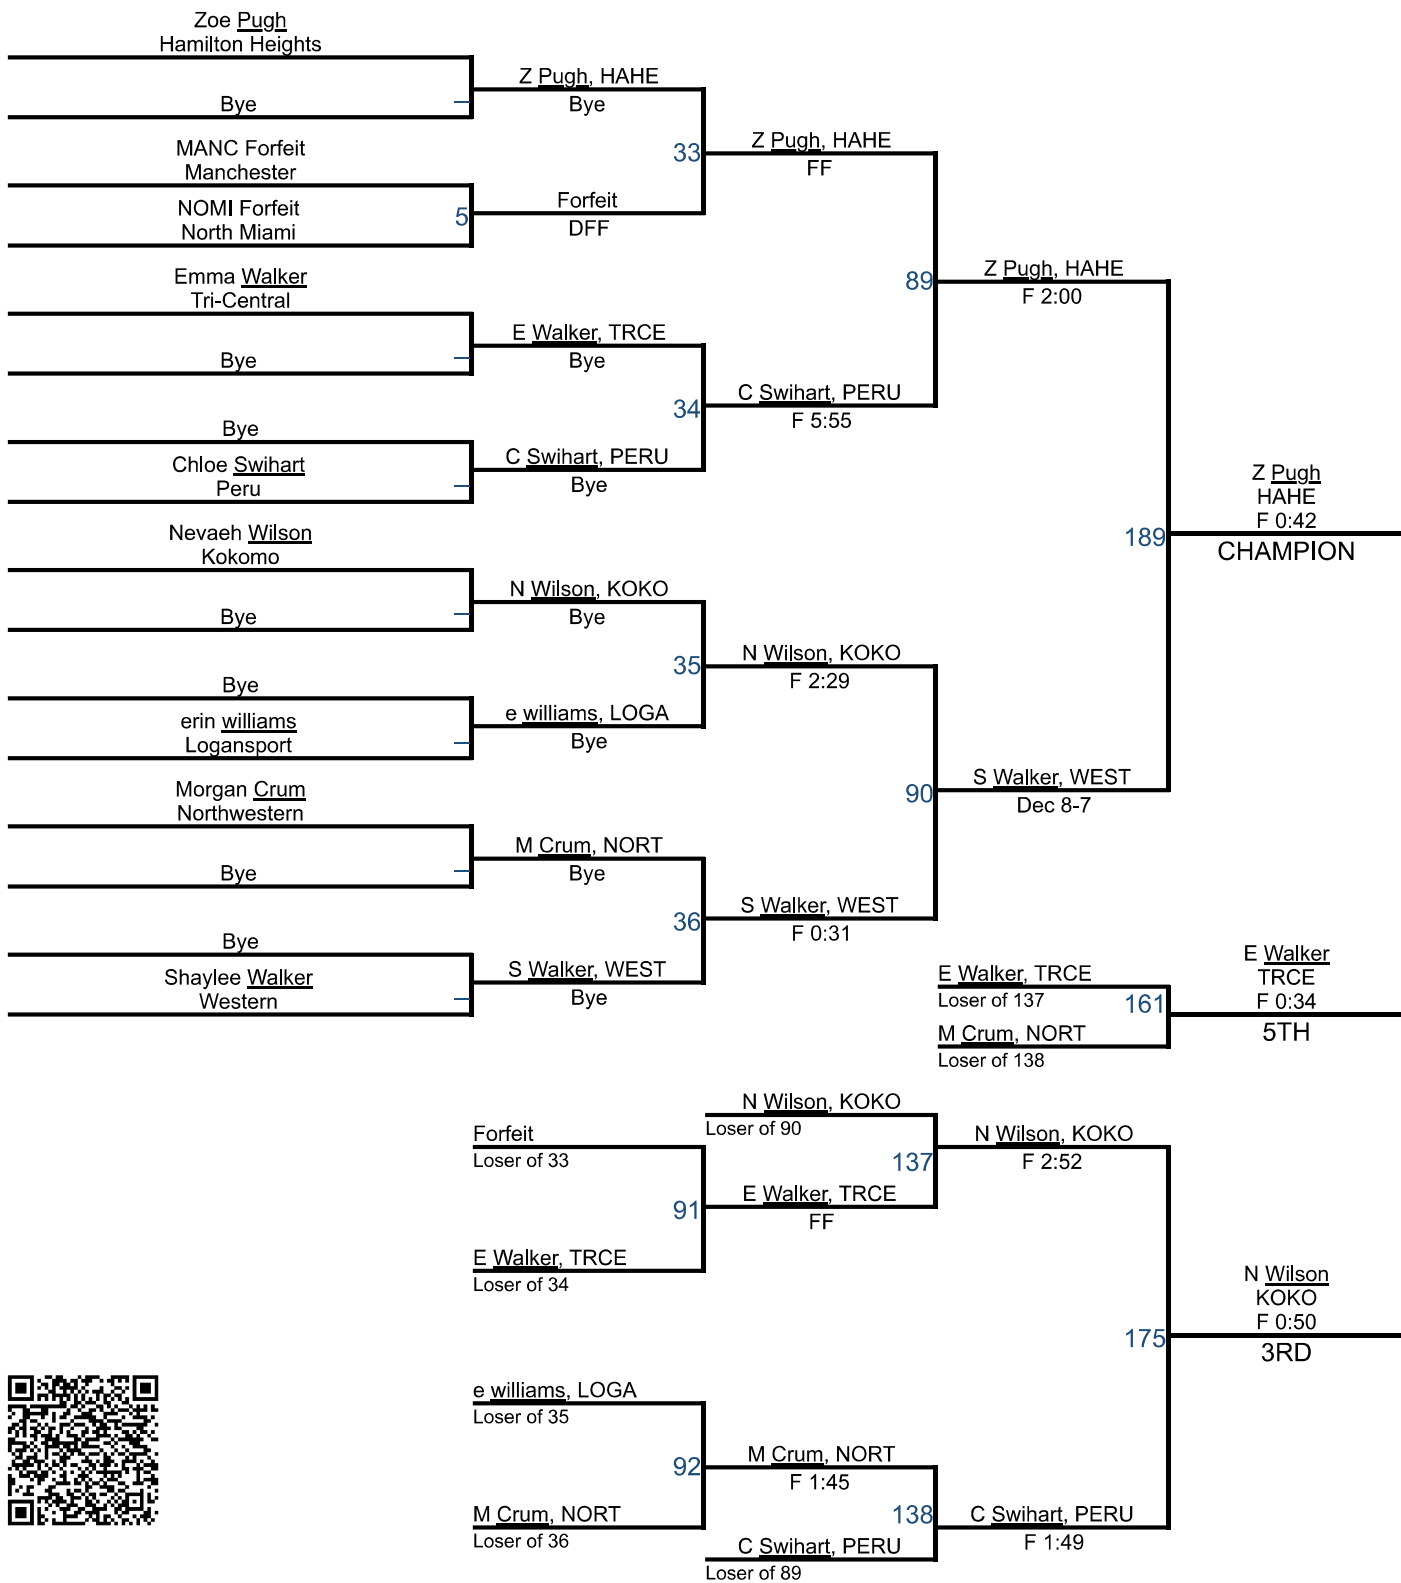 Zoe Pugh
Hamilton Heights
Bye
MANC Forfeit
Manchester
NOMI Forfeit
North Miami
5
Emma Walker
Tri-Central
Bye
Bye
Chloe Swihart
Peru
Nevaeh Wilson
Kokomo
Bye
Bye
erin williams
Logansport
Morgan Crum
Northwestern
Bye
Bye
Shaylee Walker
Western
Z Pugh, HAHE
Bye
33
Forfeit
DFF
E Walker, TRCE
Bye
34
C Swihart, PERU
Bye
N Wilson, KOKO
Bye
35
e williams, LOGA
Bye
M Crum, NORT
Bye
36
S Walker, WEST
Bye
Z Pugh, HAHE
FF
89
C Swihart, PERU
F 5:55
N Wilson, KOKO
F 2:29
90
S Walker, WEST
F 0:31
Z Pugh, HAHE
F 2:00
189
S Walker, WEST
Dec 8-7
Z Pugh
HAHE
F 0:42
CHAMPION
E Walker, TRCE
Loser of 137
161
M Crum, NORT
Loser of 138
E Walker
TRCE
F 0:34
5TH
Forfeit
Loser of 33
91
E Walker, TRCE
Loser of 34
N Wilson, KOKO
Loser of 90
137
E Walker, TRCE
FF
N Wilson, KOKO
F 2:52
175
N Wilson
KOKO
F 0:50
3RD
e williams, LOGA
Loser of 35
92
M Crum, NORT
Loser of 36
M Crum, NORT
F 1:45
138
C Swihart, PERU
Loser of 89
C Swihart, PERU
F 1:49